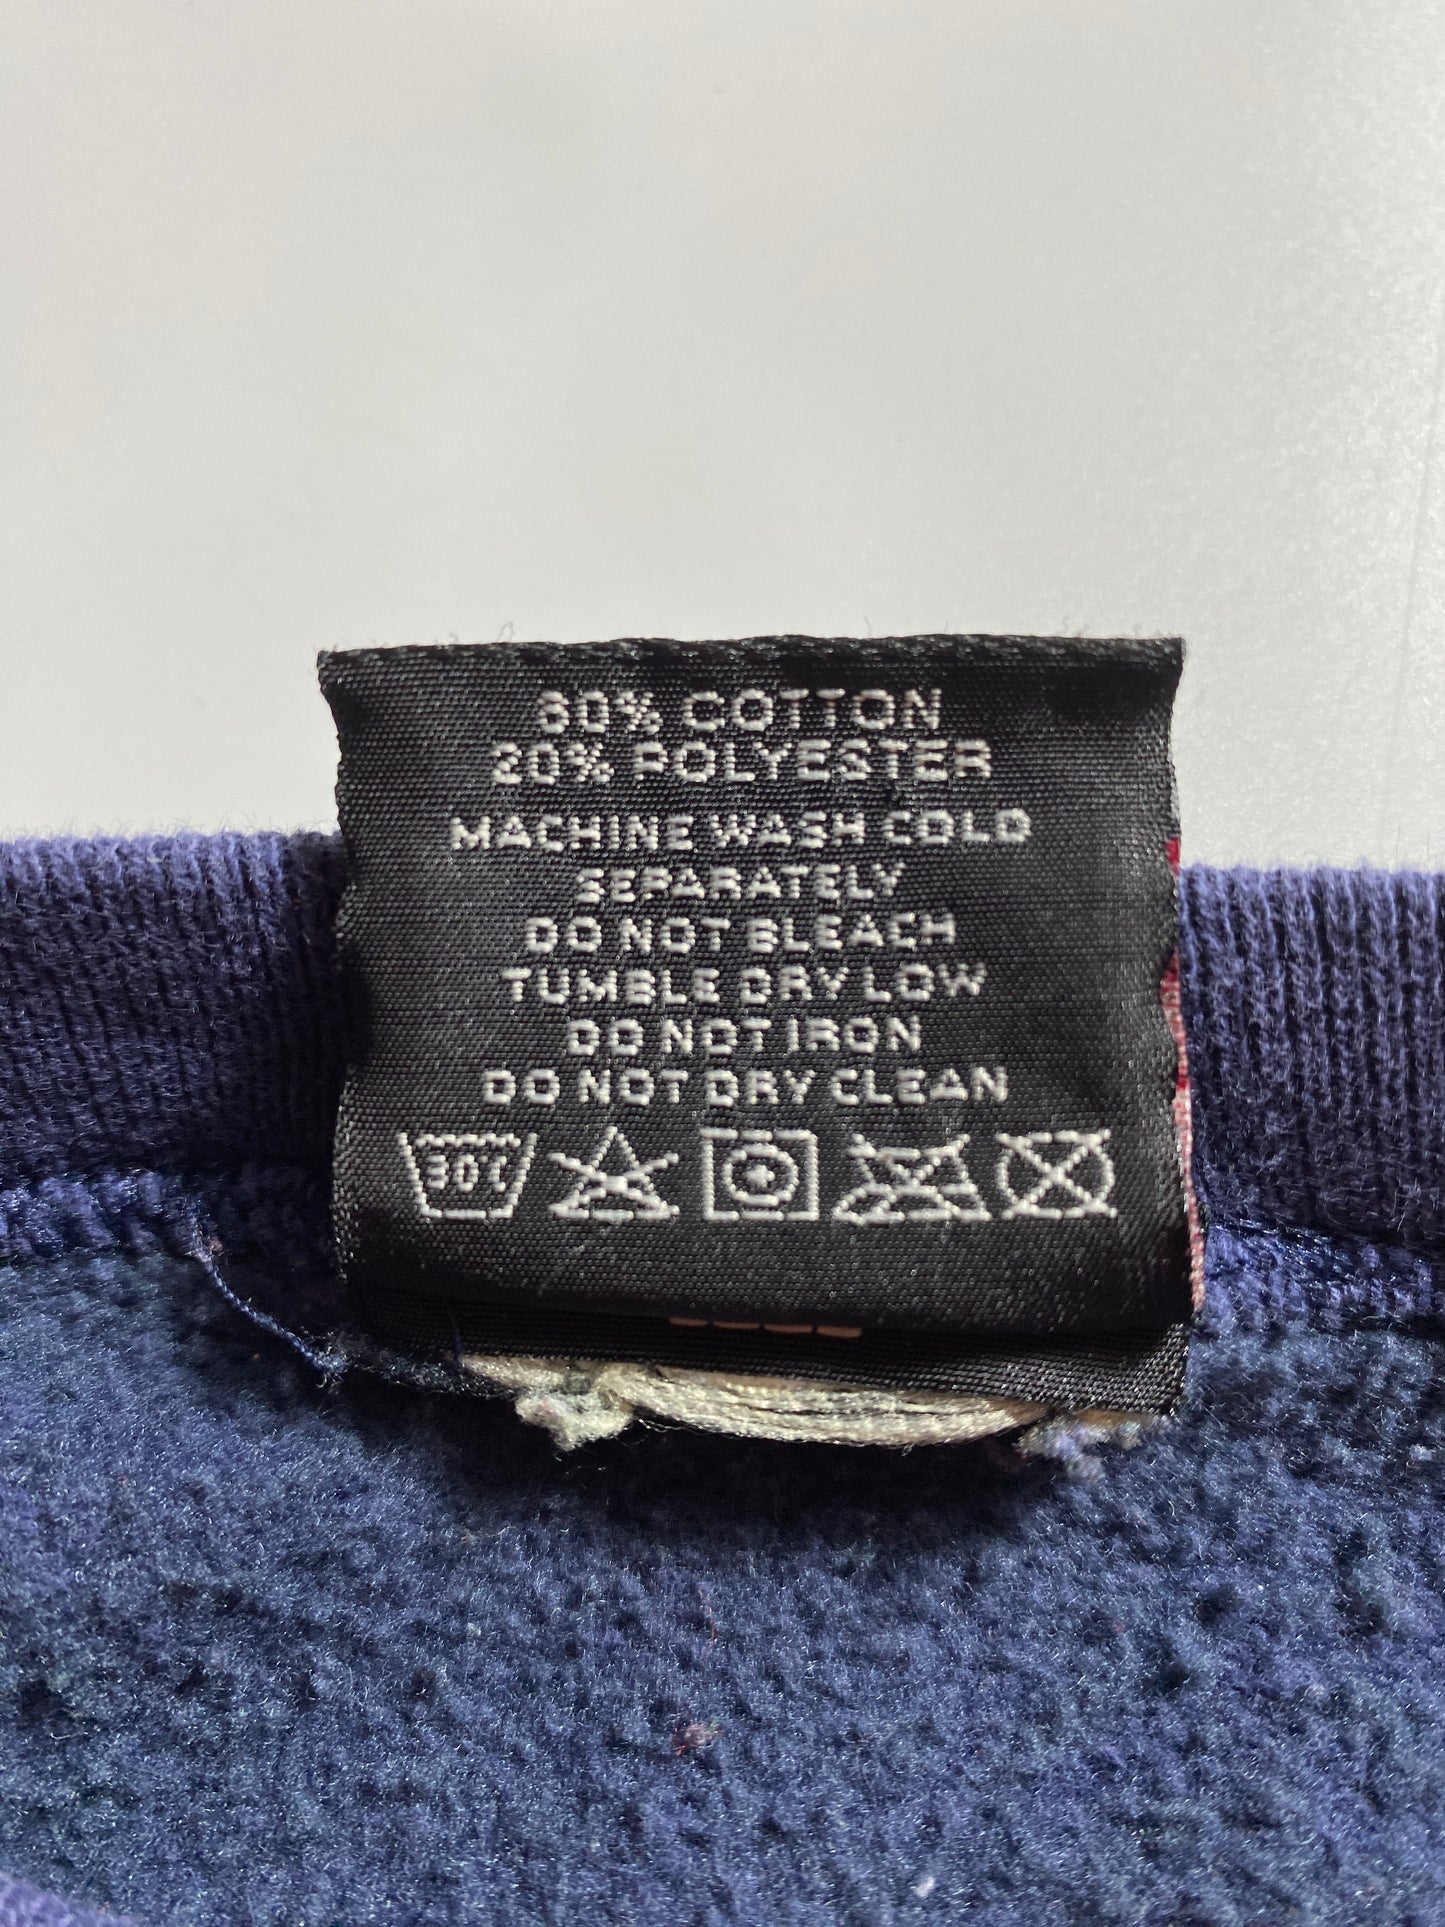 80% COTTON
20% POLYESTER
MACHINE WASH COLD
SEPARATELY
DO NOT BLEACH
TUMBLE DRY LOW
DO NOT IRON
DO NOT DRY CLEAN
30C